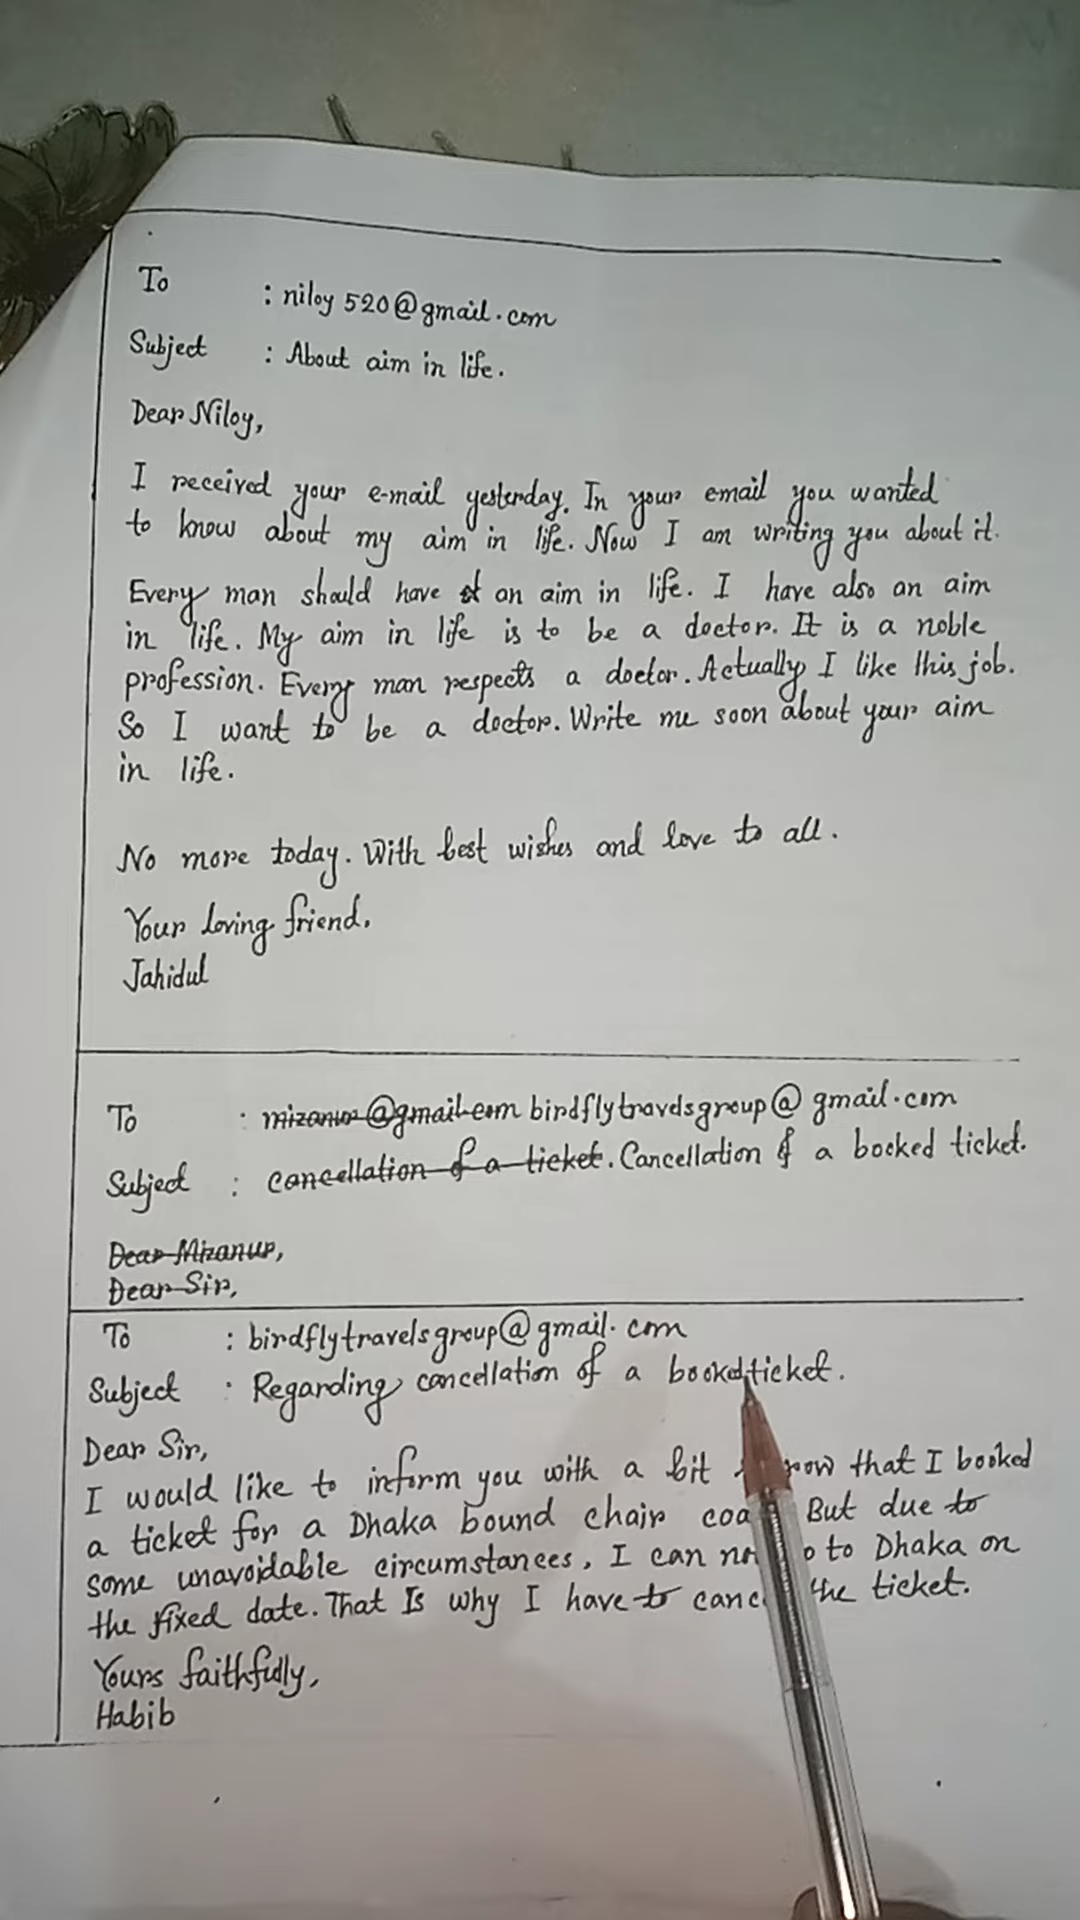 To : niloy 520@gmail.com
Subject : About aim in life.
Dear Niloy,
I received your e-mail yesterday. In your email you wanted
to know about my aim in life. Now I am writing you about it.
Every man should have an aim in life. I have also an aim
in life. My aim in life is to be a doctor. It is a noble
profession. Every man respects a doctor. Actually I like this job.
So I want to be a doctor. Write me soon about your aim
in life.
No more today. With best wishes and love to all.
Your loving friend,
Jahidul
To : mizanur@gmail.com birdflytravelsgroup@gmail.com
Subject : cancellation of a ticket. Cancellation of a booked ticket.
Dear Mizanur,
Dear Sir,
To : birdflytravelsgroup@gmail.com
Subject : Regarding cancellation of a booked ticket.
Dear Sir,
I would like to inform you with a bit that I booked
a ticket for a Dhaka bound chair But due to
some unavoidable circumstances, I can to Dhaka on
the fixed date. That Is why I have to the ticket.
Yours faithfully,
Habib